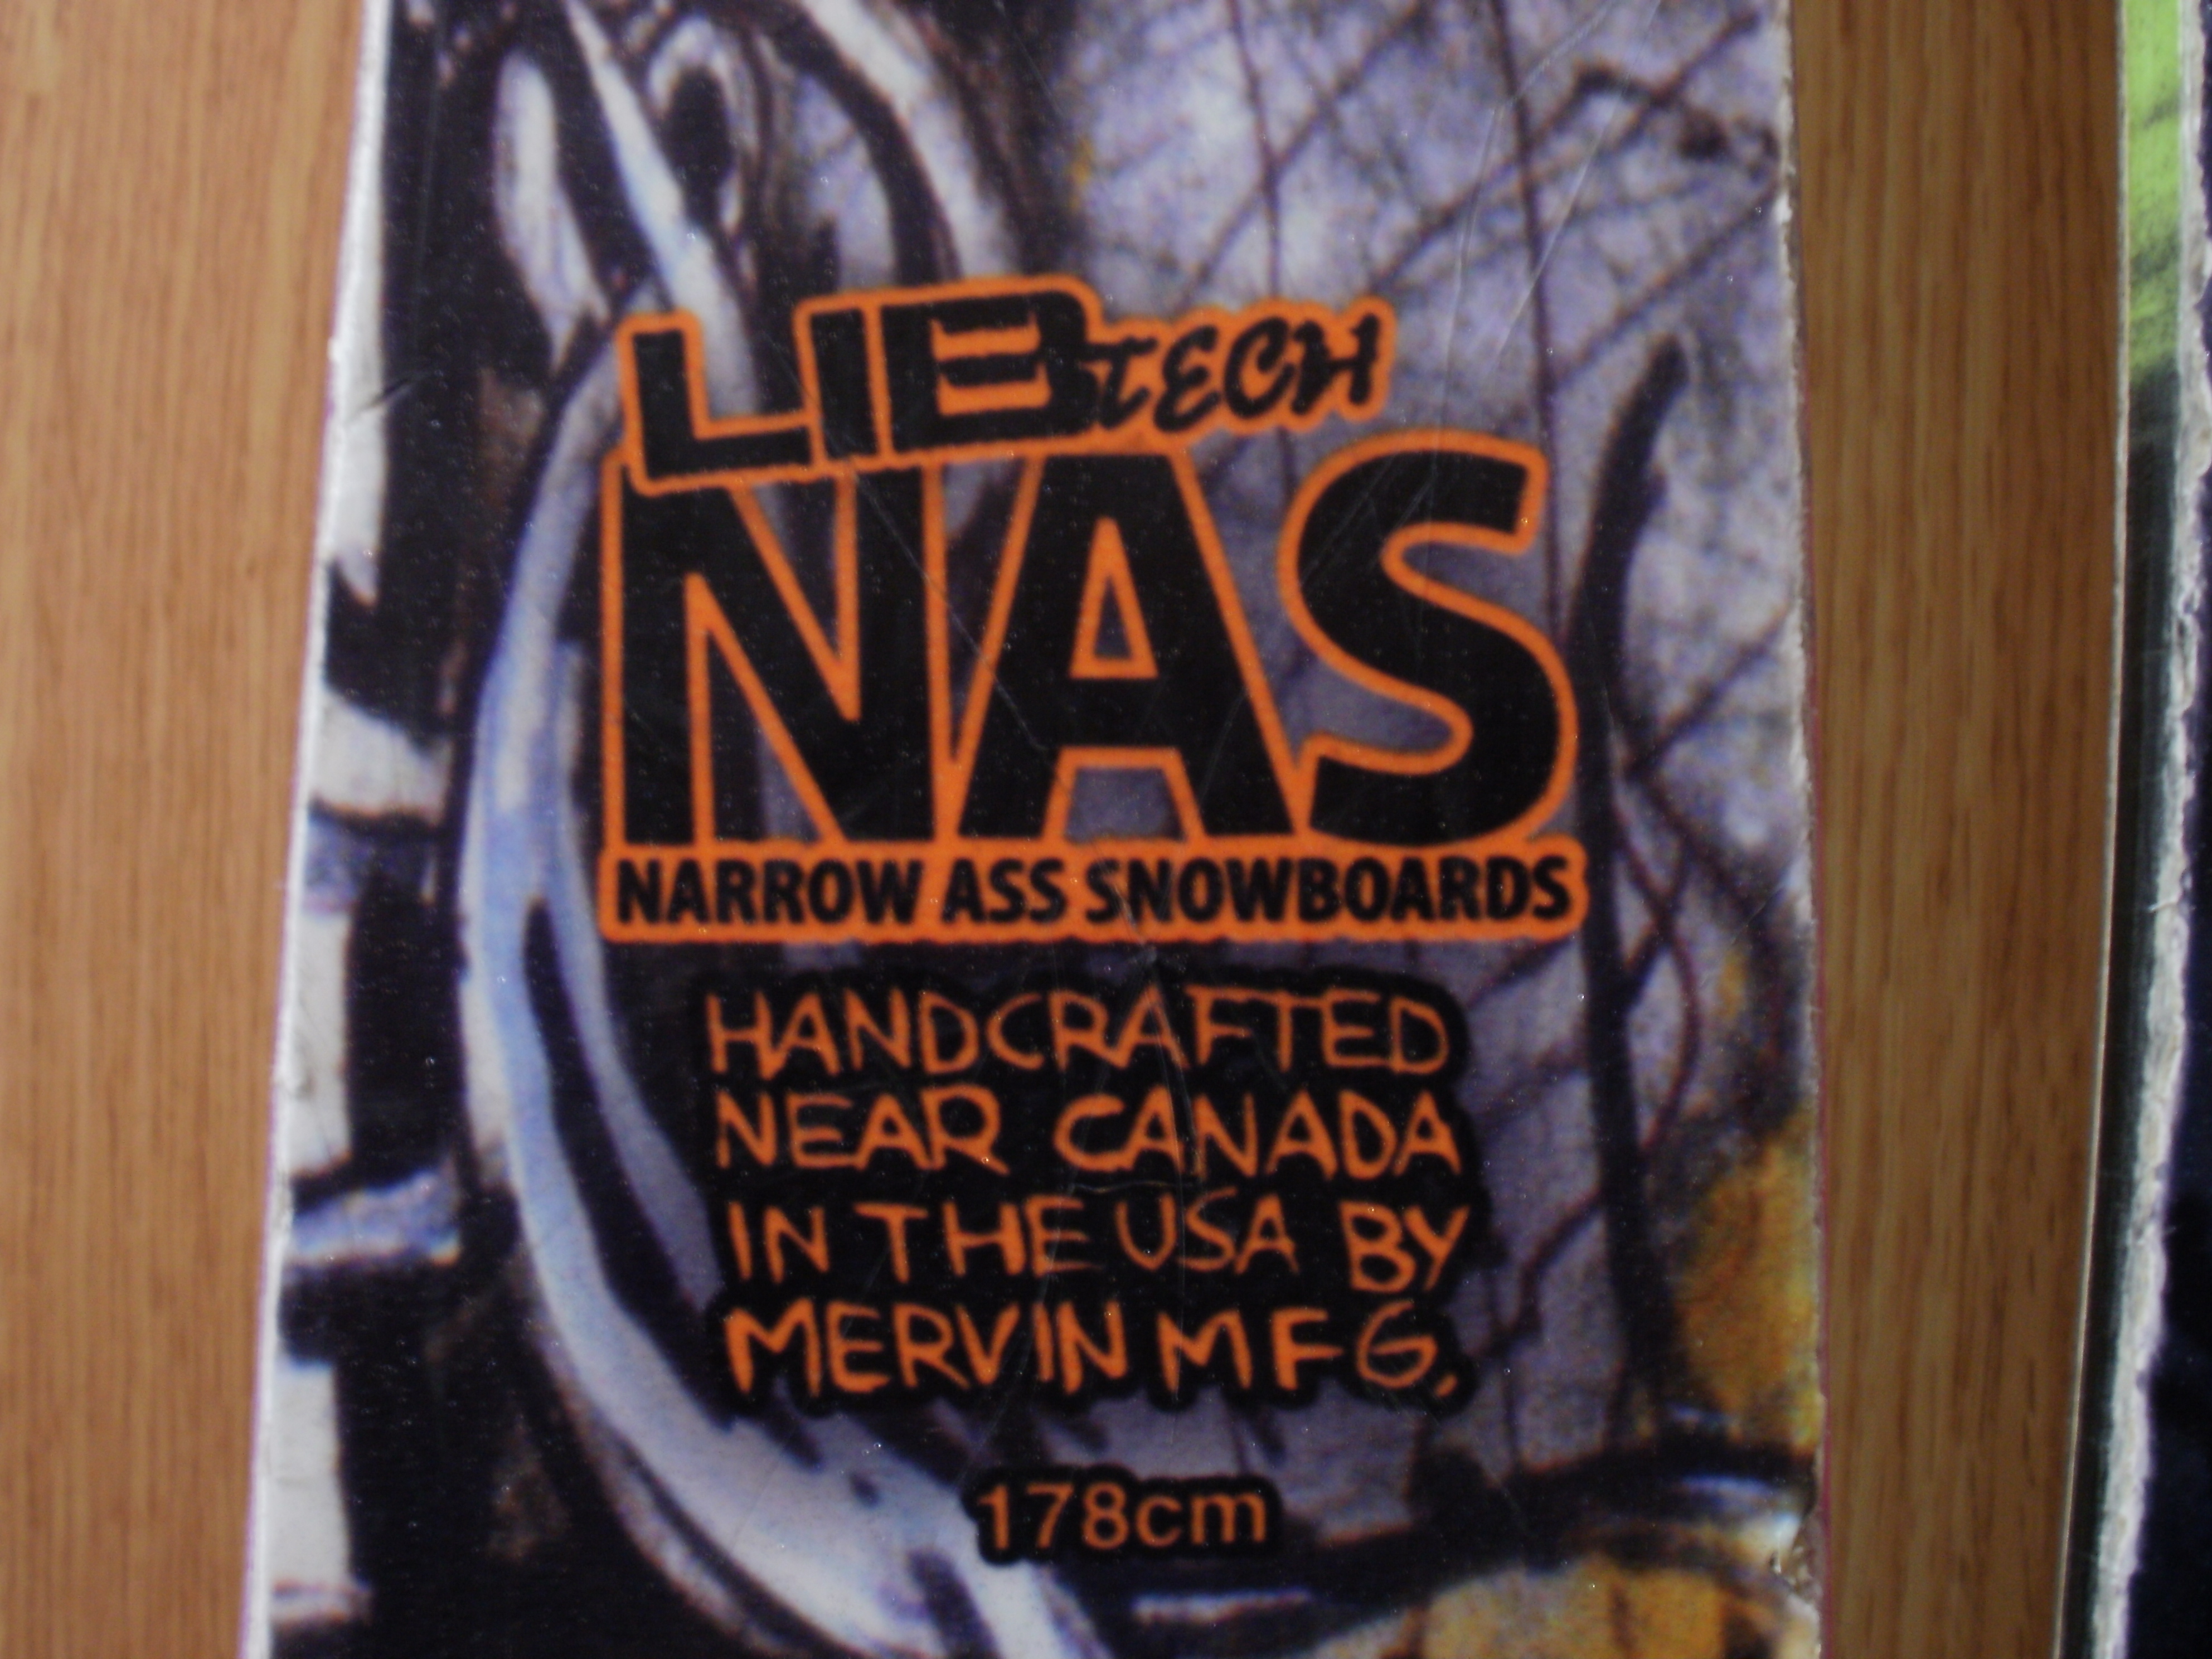 LIB TECH
NAS
NARROW ASS SNOWBOARDS
HANDCRAFTED
NEAR CANADA
IN THE USA BY
MERVIN MFG.
178cm